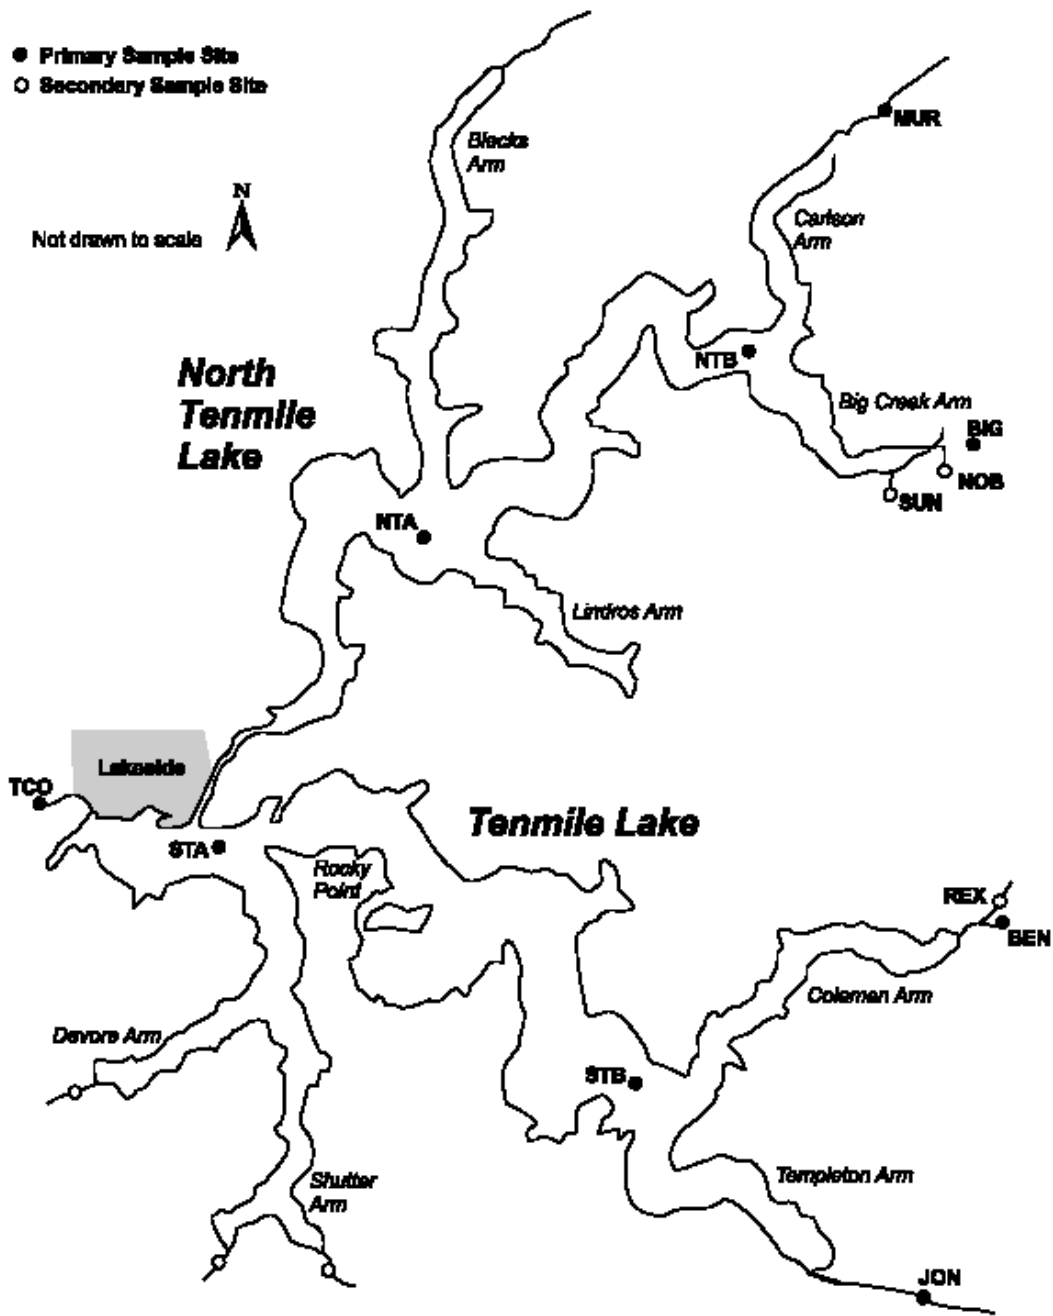 Primary Sample Site
Secondary Sample Site
N
Not drawn to scale
Blacks
Arm
MUR
Carlson
Arm
North
Tenmile
Lake
NTB
Big Creek Arm
BIG
NOB
SUN
NTA
Lindros Arm
Lakeside
TCO
Tenmile Lake
STA
Rocky
Point
REX
BEN
Coleman Arm
Devore Arm
STB
Shutter
Arm
Templeton Arm
JON